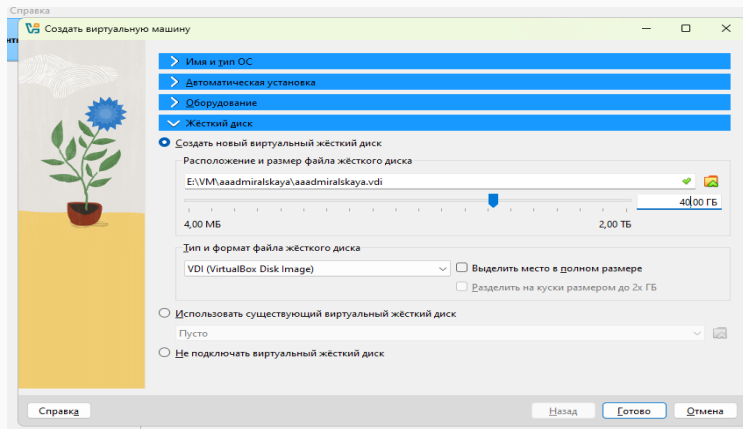 Справка
Создать виртуальную машину
Имя и тип ОС
Автоматическая установка
Оборудование
Жёсткий диск
Создать новый виртуальный жёсткий диск
Расположение и размер файла жёсткого диска
E:\VM\aaadmiralskaya\aaadmiralskaya.vdi
40,00 ГБ
4,00 МБ 2,00 ТБ
Тип и формат файла жёсткого диска
VDI (VirtualBox Disk Image) Выделить место в полном размере
Разделить на куски размером до 2х ГБ
Использовать существующий виртуальный жёсткий диск
Пусто
Не подключать виртуальный жёсткий диск
Справка Назад Готово Отмена